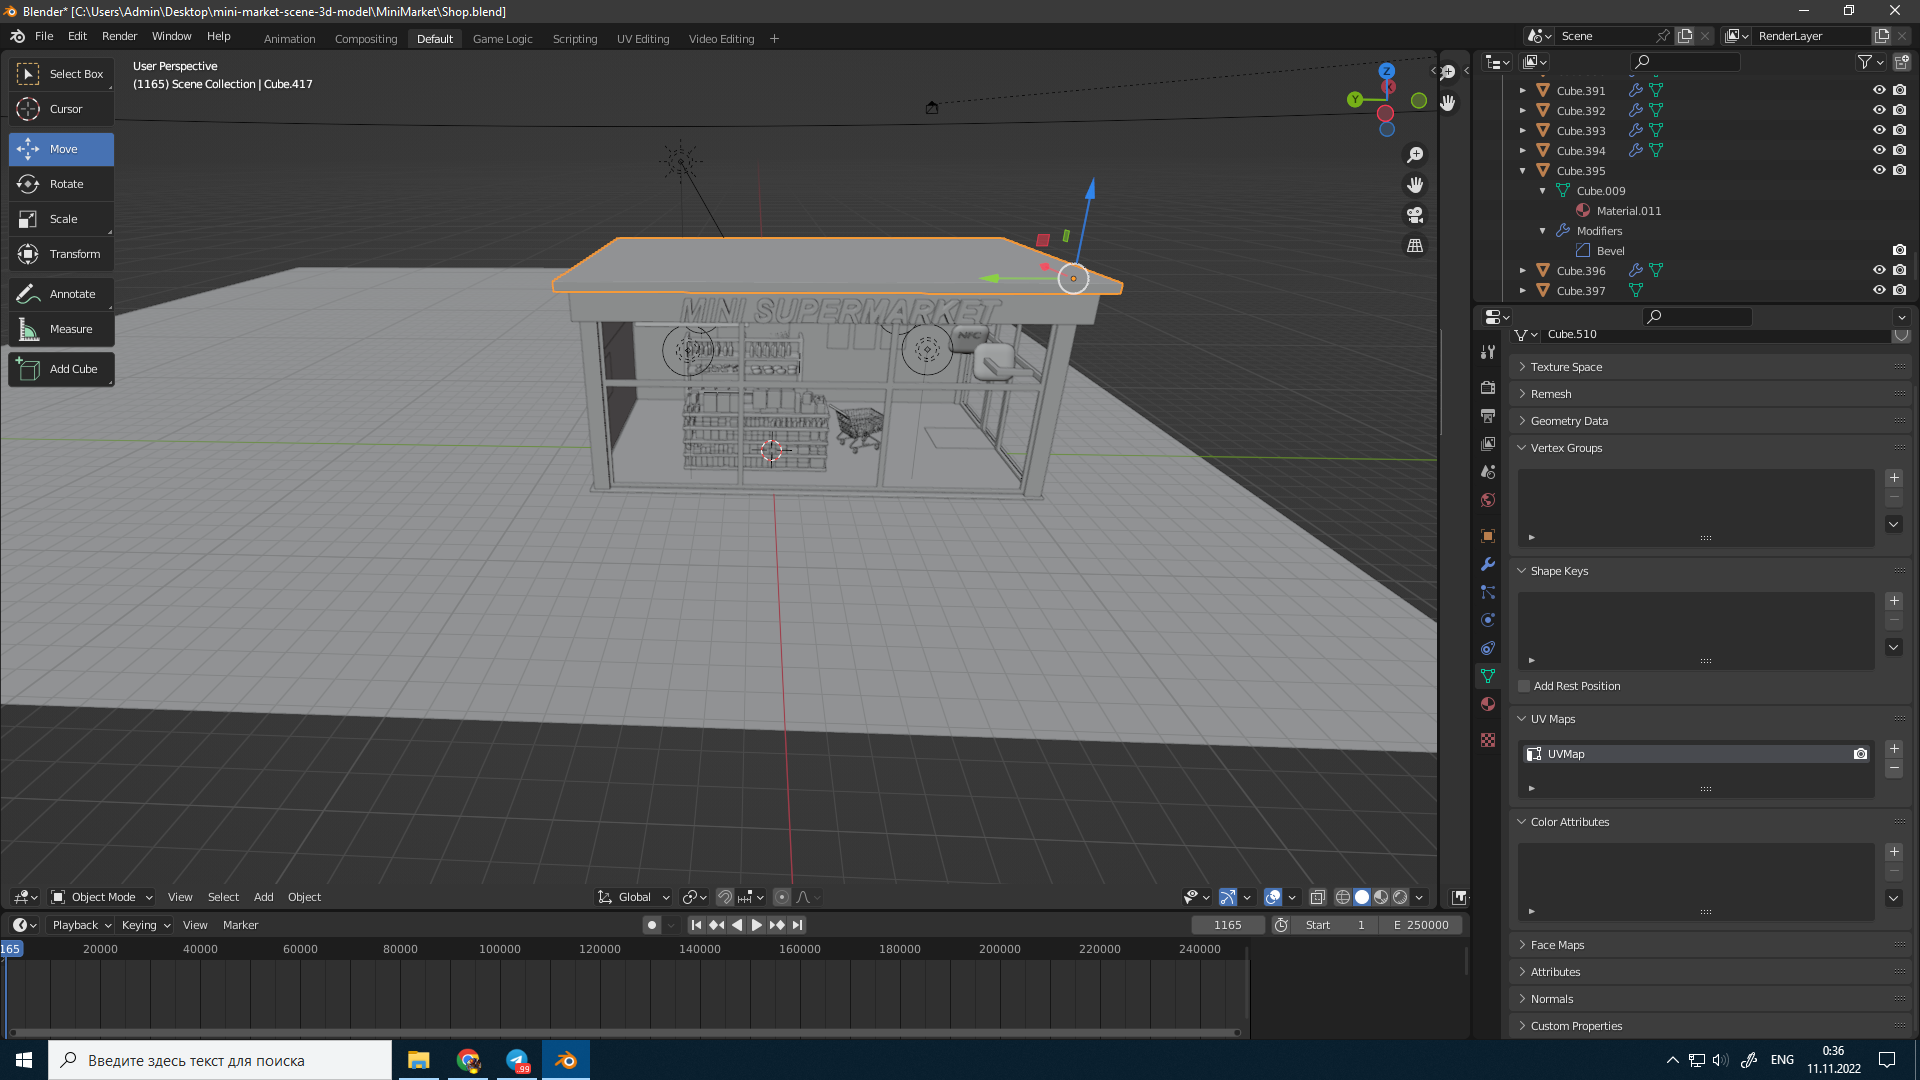 Blender* [C:\Users\Admin\Desktop\mini-market-scene-3d-model\MiniMarket\Shop.blend]
File Edit Render Window Help
Animation Compositing Default Game Logic Scripting UV Editing Video Editing
Scene
RenderLayer
Select Box
Cursor
Move
Rotate
Scale
Transform
Annotate
Measure
Add Cube
User Perspective
(1165) Scene Collection | Cube.417
Z
Y
MINI SUPERMARKET
NFC
Cube.391
Cube.392
Cube.393
Cube.394
Cube.395
Cube.009
Material.011
Modifiers
Bevel
Cube.396
Cube.397
Cube.510
Texture Space
Remesh
Geometry Data
Vertex Groups
Shape Keys
Add Rest Position
UV Maps
UVMap
Color Attributes
Face Maps
Attributes
Normals
Custom Properties
Object Mode View Select Add Object
Global
Playback Keying View Marker
1165 Start 1 E 250000
165 20000 40000 60000 80000 100000 120000 140000 160000 180000 200000 220000 240000
Введите здесь текст для поиска
.99
ENG
0:36
11.11.2022